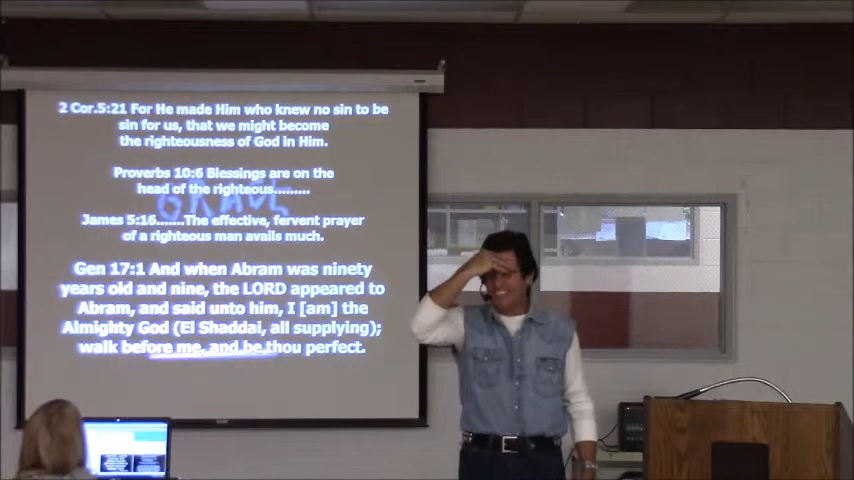 2 Cor.5:21 For He made Him who knew no sin to be
sin for us, that we might become
the righteousness of God in Him.
Proverbs 10:6 Blessings are on the
head of the righteous.........
GRACE
James 5:16.......The effective, fervent prayer
of a righteous man avails much.
Gen 17:1 And when Abram was ninety
years old and nine, the LORD appeared to
Abram, and said unto him, I [am] the
Almighty God (El Shaddai, all supplying);
walk before me, and be thou perfect.